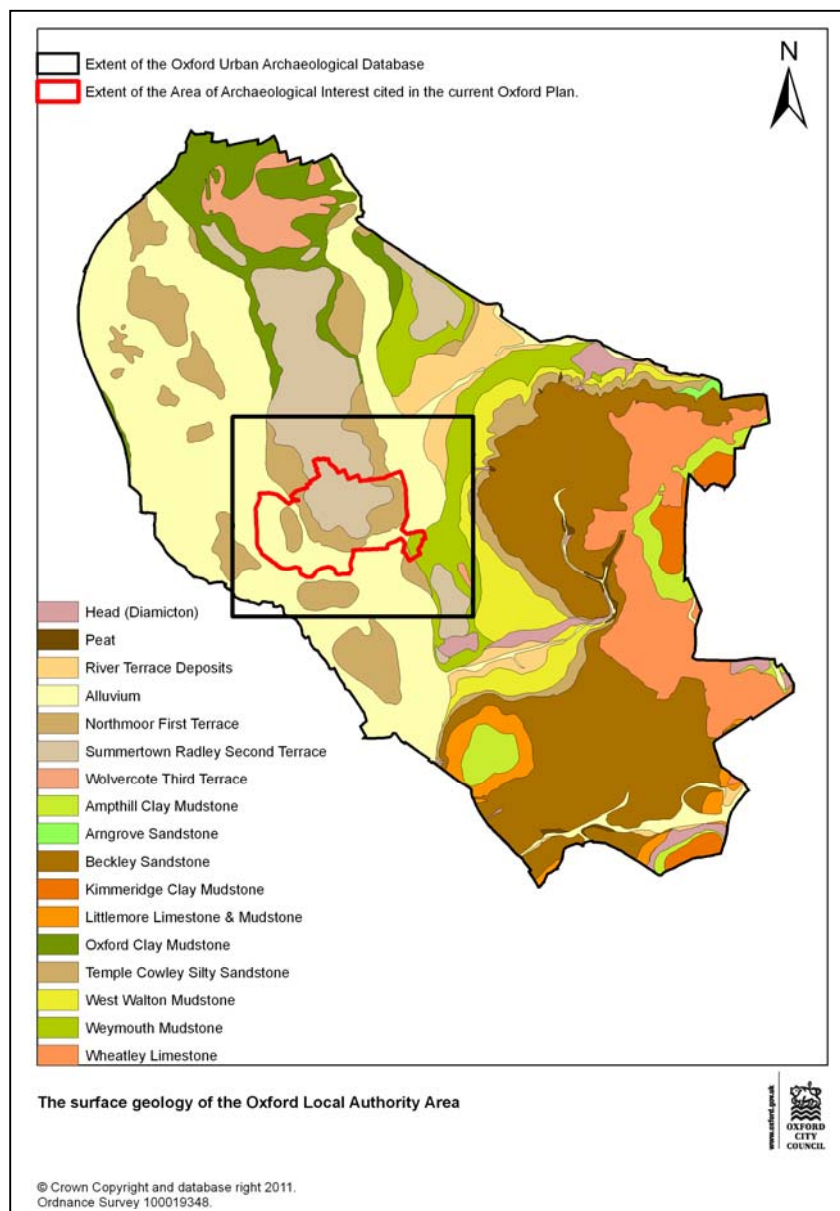 Extent of the Oxford Urban Archaeological Database
N
Extent of the Area of Archaeological Interest cited in the current Oxford Plan.
Head (Diamicton)
Peat
River Terrace Deposits
Alluvium
Northmoor First Terrace
Summertown Radley Second Terrace
Wolvercote Third Terrace
Ampthill Clay Mudstone
Arngrove Sandstone
Beckley Sandstone
Kimmeridge Clay Mudstone
Littlemore Limestone & Mudstone
Oxford Clay Mudstone
Temple Cowley Silty Sandstone
West Walton Mudstone
Weymouth Mudstone
Wheatley Limestone
The surface geology of the Oxford Local Authority Area
www.oxford.gov.uk
OXFORD
CITY
COUNCIL
© Crown Copyright and database right 2011.
Ordnance Survey 100019348.